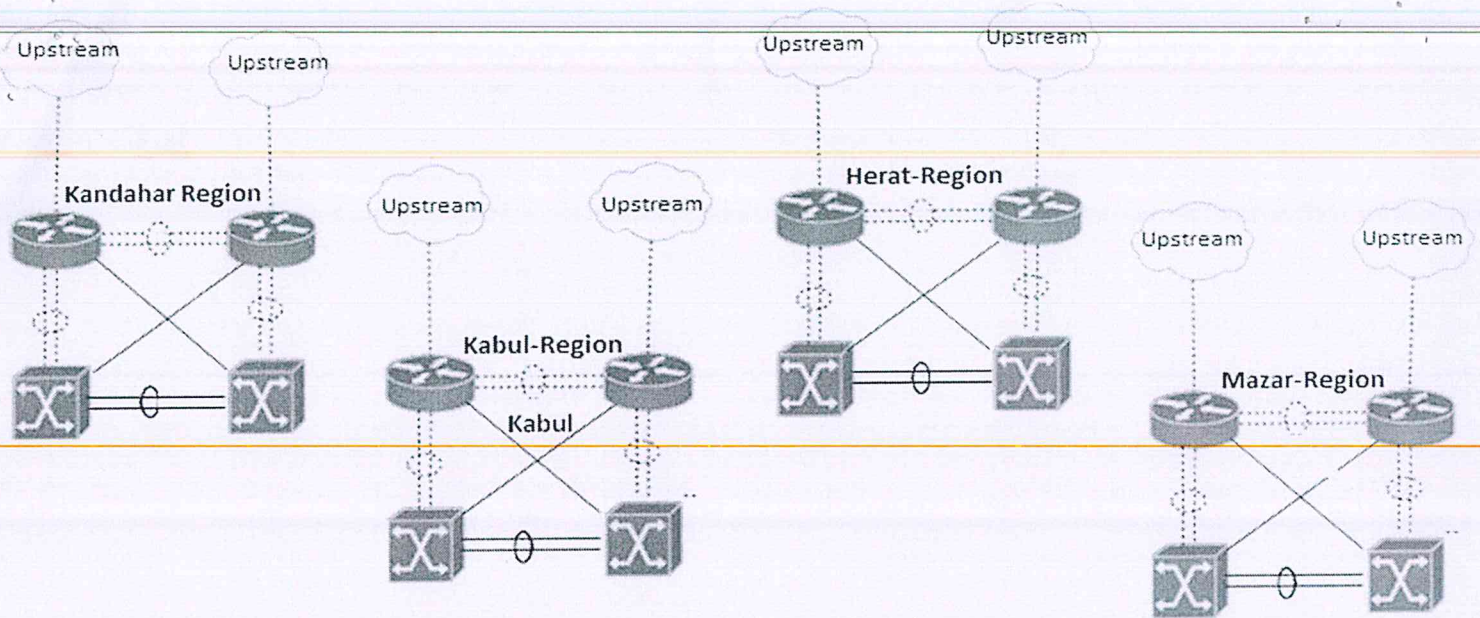 Upstream
Upstream
Kandahar Region
Upstream
Upstream
Kabul-Region
Kabul
Upstream
Upstream
Herat-Region
Upstream
Upstream
Mazar-Region